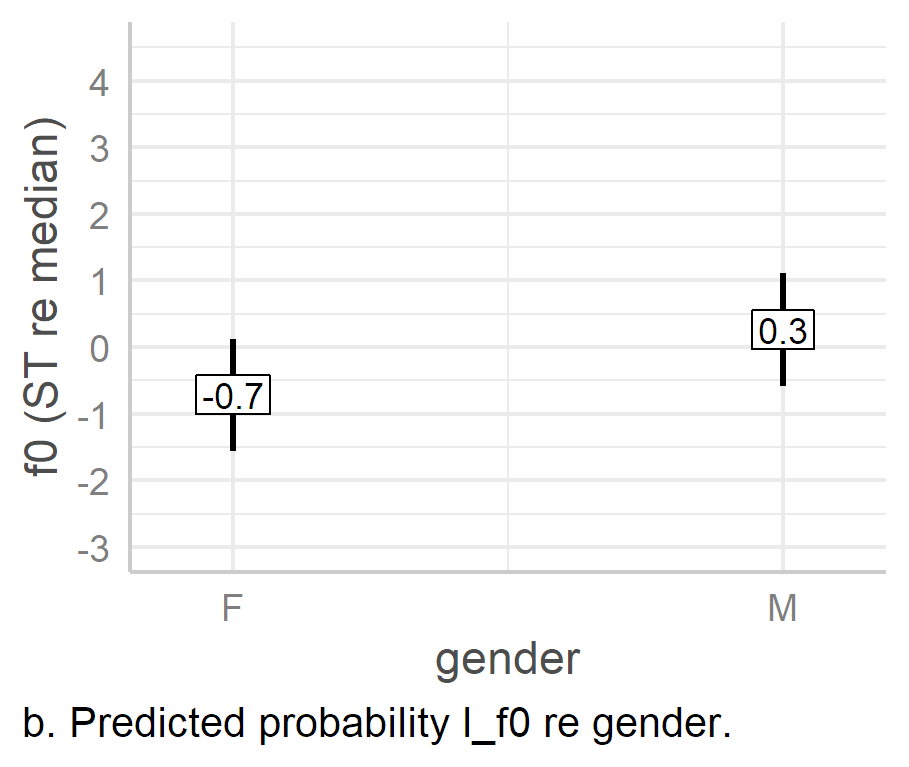 f0 (ST re median)
4
3
2
1
0
-1
-2
-3
-0.7
0.3
F
M
gender
b. Predicted probability l_f0 re gender.